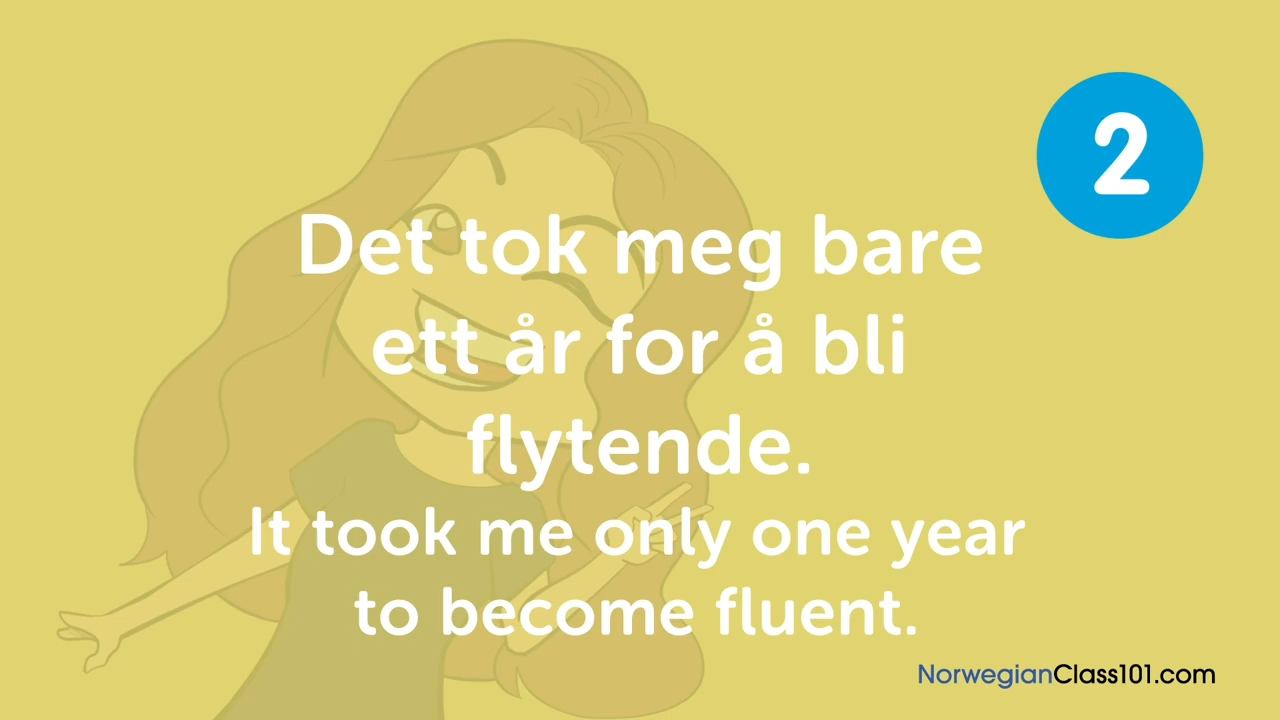 2
Det tok meg bare
ett år for å bli
flytende.
It took me only one year
to become fluent.
NorwegianClass101.com